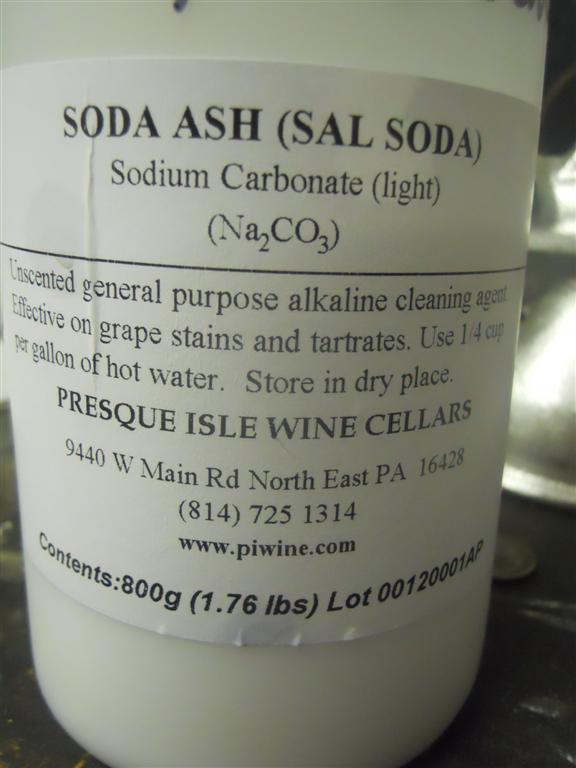 SODA ASH (SAL SODA)
Sodium Carbonate (light)
(Na₂CO₃)
Unscented general purpose alkaline cleaning agent.
Effective on grape stains and tartrates. Use 1/4 cup
per gallon of hot water. Store in dry place.
PRESQUE ISLE WINE CELLARS
9440 W Main Rd North East PA 16428
(814) 725 1314
www.piwine.com
Contents:800g (1.76 lbs) Lot 00120001AP